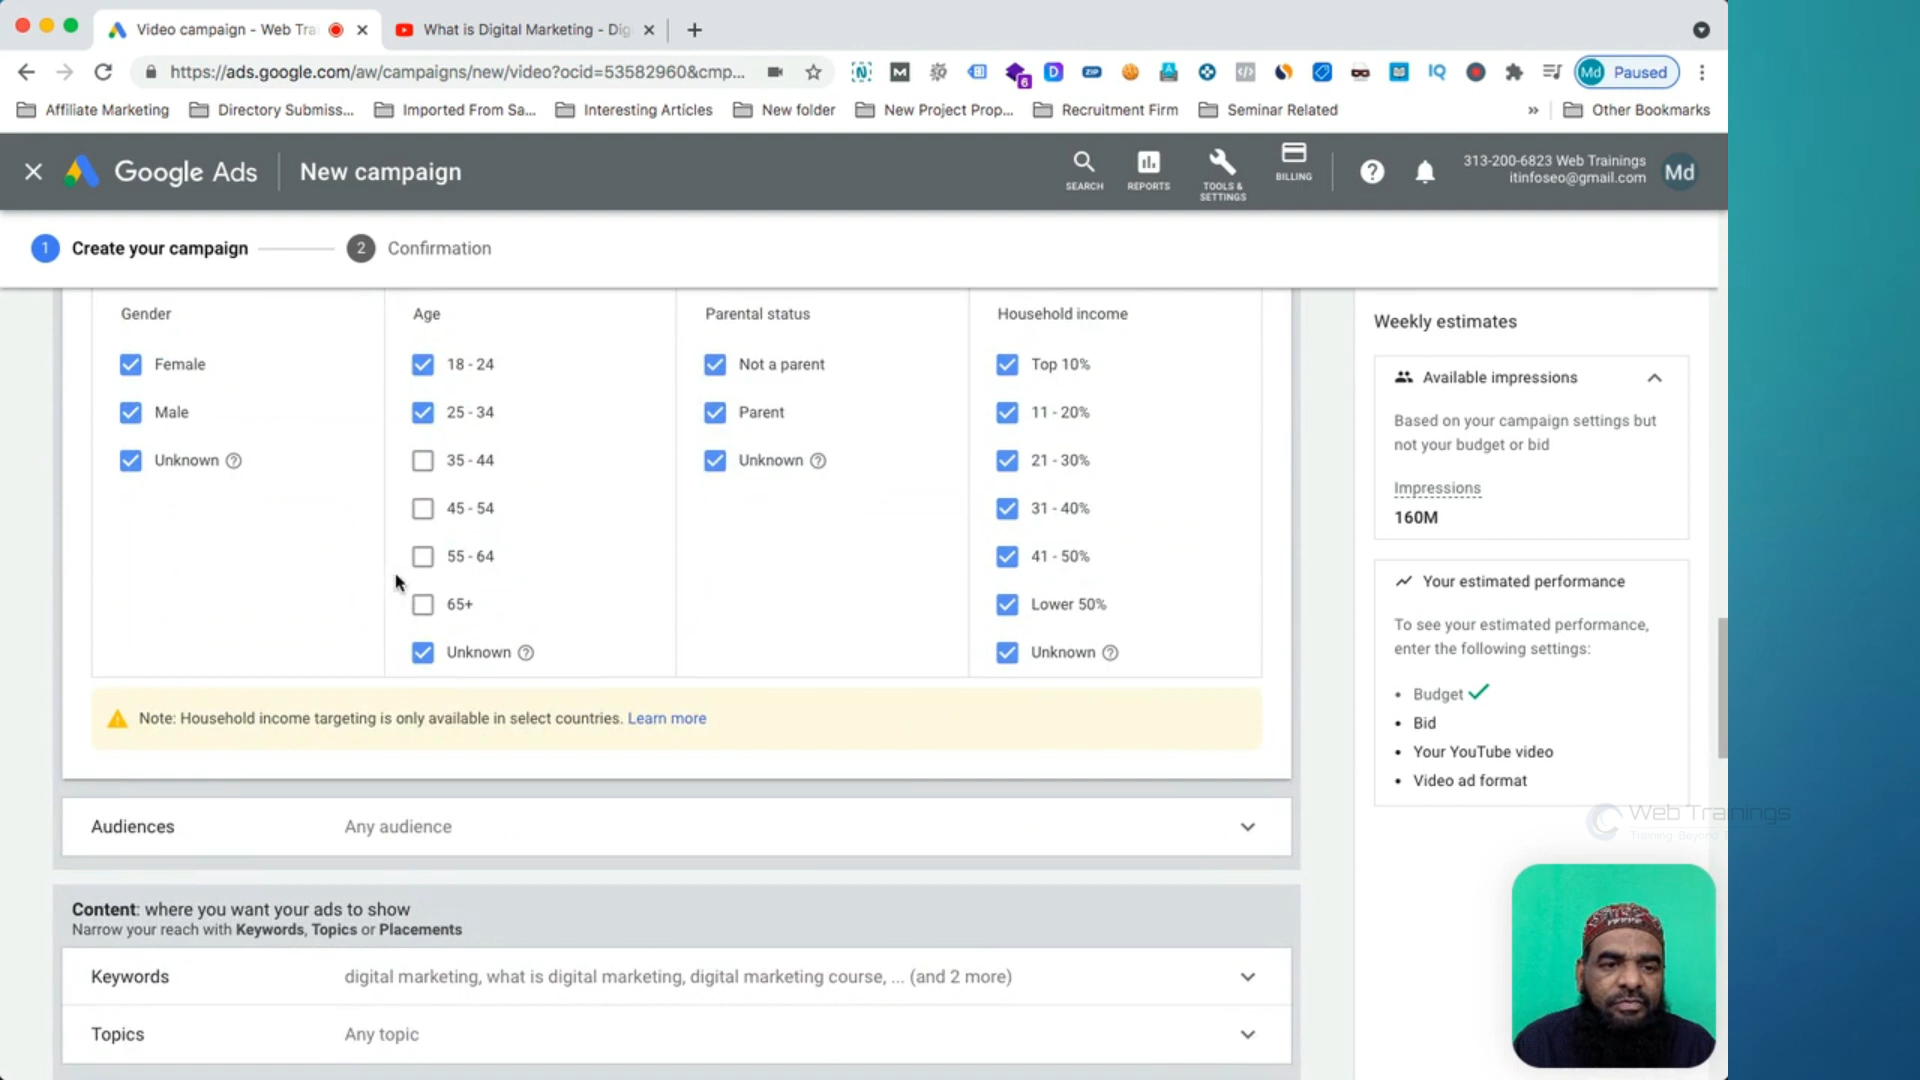 Video campaign - Web Tra
What is Digital Marketing - Dig
https://ads.google.com/aw/campaigns/new/video?ocid=53582960&cmp...
ZIP
IQ
6
Md Paused
Affiliate Marketing
Directory Submiss...
Imported From Sa...
Interesting Articles
New folder
New Project Prop...
Recruitment Firm
Seminar Related
»
Other Bookmarks
Google Ads
New campaign
SEARCH
REPORTS
TOOLS & SETTINGS
BILLING
313-200-6823 Web Trainings
itinfoseo@gmail.com
Md
1 Create your campaign
2 Confirmation
Gender
Female
Male
Unknown
Age
18 - 24
25 - 34
35 - 44
45 - 54
55 - 64
65+
Unknown
Parental status
Not a parent
Parent
Unknown
Household income
Top 10%
11 - 20%
21 - 30%
31 - 40%
41 - 50%
Lower 50%
Unknown
Note: Household income targeting is only available in select countries. Learn more
Audiences Any audience
Content: where you want your ads to show
Narrow your reach with Keywords, Topics or Placements
Keywords digital marketing, what is digital marketing, digital marketing course, ... (and 2 more)
Topics Any topic
Weekly estimates
Available impressions
Based on your campaign settings but
not your budget or bid
Impressions
160M
Your estimated performance
To see your estimated performance,
enter the following settings:
• Budget
• Bid
• Your YouTube video
• Video ad format
Web Trainings
Training Beyond